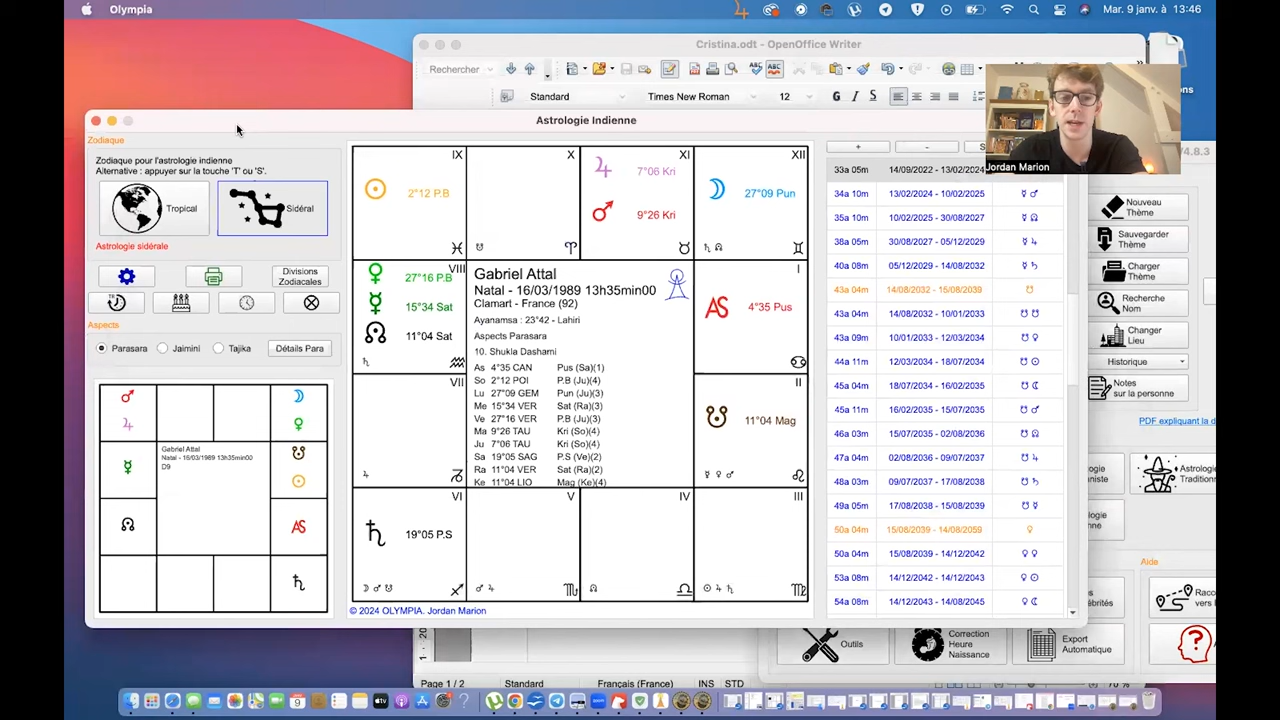 Olympia
Mar. 9 janv. à 13:46
Cristina.odt - OpenOffice Writer
Rechercher
Standard
Times New Roman
12
G I S
Jordan Marion
V4.8.3
Astrologie Indienne
Zodiaque
Zodiaque pour l'astrologie indienne
Alternative : appuyer sur la touche 'T' ou 'S'.
Tropical
Sidéral
Astrologie sidérale
Divisions
Zodiacales
Aspects
Parasara
Jaimini
Tajika
Détails Para
Gabriel Attal
Natal - 16/03/1989 13h35min00
D9
AS
IX
2°12 P.B
X
XI
7°06 Kri
9°26 Kri
XII
27°09 Pun
VIII
27°16 P.B
15°34 Sat
11°04 Sat
Gabriel Attal
Natal - 16/03/1989 13h35min00
Clamart - France (92)
Ayanamsa : 23°42 - Lahiri
Aspects Parasara
10. Shukla Dashami
As 4°35 CAN Pus (Sa)(1)
So 2°12 POI P.B (Ju)(4)
Lu 27°09 GEM Pun (Ju)(3)
Me 15°34 VER Sat (Ra)(3)
Ve 27°16 VER P.B (Ju)(3)
Ma 9°26 TAU Kri (So)(4)
Ju 7°06 TAU Kri (So)(4)
Sa 19°05 SAG P.S (Ve)(2)
Ra 11°04 VER Sat (Ra)(2)
Ke 11°04 LIO Mag (Ke)(4)
I
AS 4°35 Pus
VII
II
11°04 Mag
VI
19°05 P.S
V
IV
III
© 2024 OLYMPIA. Jordan Marion
+
-
33a 05m 14/09/2022 - 13/02/2024
34a 10m 13/02/2024 - 10/02/2025
35a 10m 10/02/2025 - 30/08/2027
38a 05m 30/08/2027 - 05/12/2029
40a 08m 05/12/2029 - 14/08/2032
43a 04m 14/08/2032 - 15/08/2039
43a 04m 14/08/2032 - 10/01/2033
43a 09m 10/01/2033 - 12/03/2034
44a 11m 12/03/2034 - 18/07/2034
45a 04m 18/07/2034 - 16/02/2035
45a 11m 16/02/2035 - 15/07/2035
46a 03m 15/07/2035 - 02/08/2036
47a 04m 02/08/2036 - 09/07/2037
48a 03m 09/07/2037 - 17/08/2038
49a 05m 17/08/2038 - 15/08/2039
50a 04m 15/08/2039 - 14/08/2059
50a 04m 15/08/2039 - 14/12/2042
53a 08m 14/12/2042 - 14/12/2043
54a 08m 14/12/2043 - 14/08/2045
Nouveau
Thème
Sauvegarder
Thème
Charger
Thème
Recherche
Nom
Changer
Lieu
Historique
Notes
sur la personne
PDF expliquant la d
Astrologie
Aide
Raco
vers
Outils
Correction
Heure
Naissance
Export
Automatique
Page 1 / 2
Standard
Français (France)
INS
STD
70 %